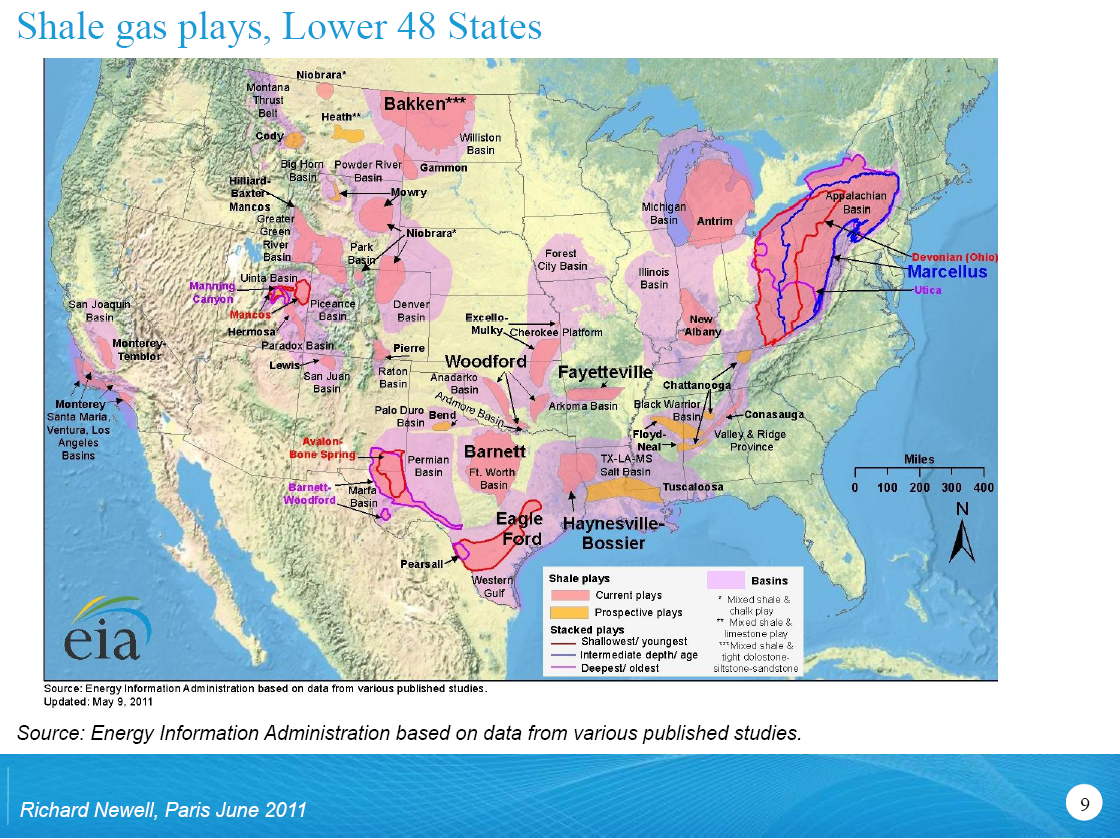 Shale gas plays, Lower 48 States
Niobrara*
Montana
Thrust
Belt
Bakken***
Heath**
Cody
Williston
Basin
Big Horn
Basin
Powder River
Basin
Gammon
Hilliard-
Baxter-
Mancos
Mowry
Greater
Green
River
Basin
Niobrara*
Park
Basin
Michigan
Basin
Antrim
Appalachian
Basin
Forest
City Basin
Illinois
Basin
Devonian (Ohio)
Marcellus
Utica
Uinta Basin
Manning
Canyon
San Joaquin
Basin
Mancos
Piceance
Basin
Denver
Basin
Hermosa
Excello-
Mulky
Cherokee Platform
New
Albany
Monterey-
Temblor
Paradox Basin
Pierre
Lewis
San Juan
Basin
Raton
Basin
Woodford
Anadarko
Basin
Fayetteville
Chattanooga
Monterey
Santa Maria,
Ventura, Los
Angeles
Basins
Ardmore Basin
Arkoma Basin
Black Warrior
Basin
Palo Duro
Basin
Bend
Conasauga
Floyd-
Neal
Valley & Ridge
Province
Avalon-
Bone Spring
Permian
Basin
Barnett
Ft. Worth
Basin
TX-LA-MS
Salt Basin
Tuscaloosa
Barnett-
Woodford
Marfa
Basin
Miles
0 100 200 300 400
N
Eagle
Ford
Haynesville-
Bossier
Pearsall
Western
Gulf
Shale plays
Current plays
Prospective plays
Stacked plays
Shallowest/ youngest
Intermediate depth/ age
Deepest/ oldest
Basins
* Mixed shale &
chalk play
** Mixed shale &
limestone play
***Mixed shale &
tight dolostone-
siltstone-sandstone
eia
Source: Energy Information Administration based on data from various published studies.
Updated: May 9, 2011
Source: Energy Information Administration based on data from various published studies.
Richard Newell, Paris June 2011
9